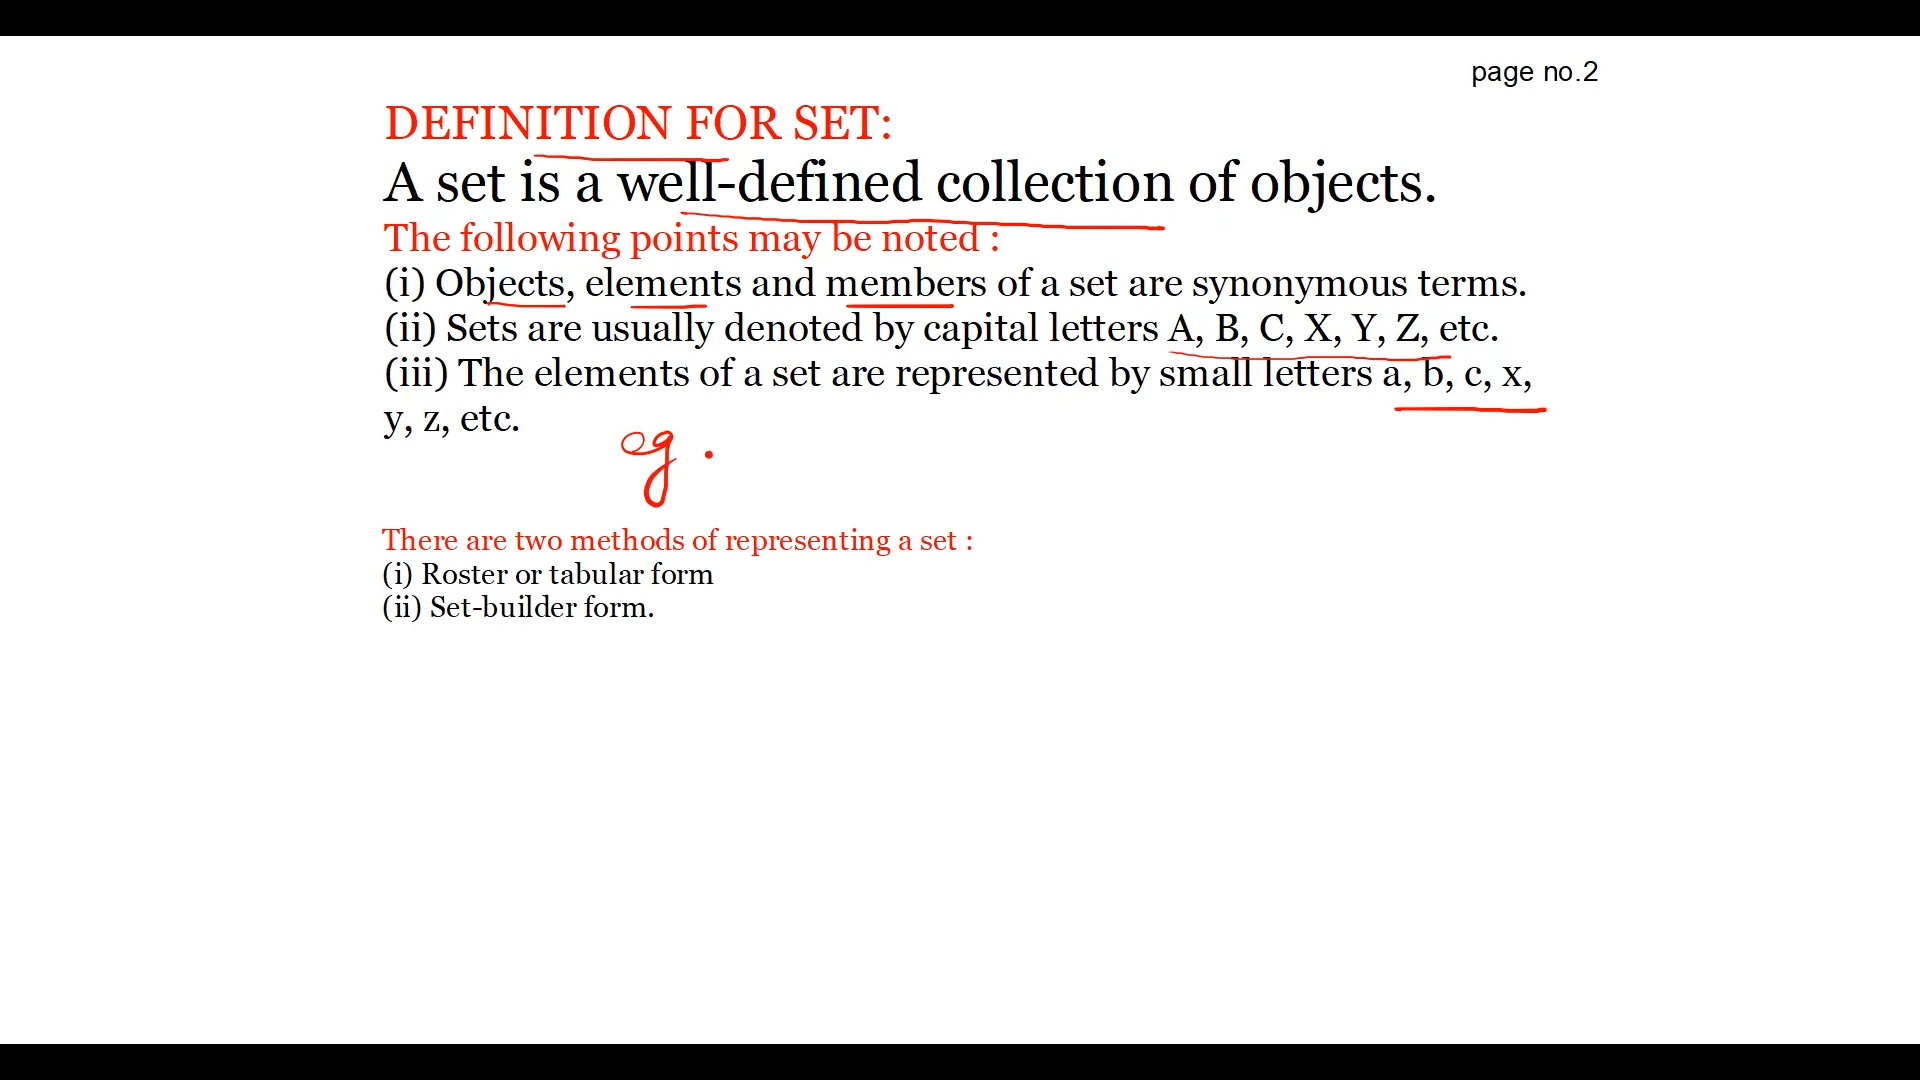 page no.2
DEFINITION FOR SET:
A set is a well-defined collection of objects.
The following points may be noted :
(i) Objects, elements and members of a set are synonymous terms.
(ii) Sets are usually denoted by capital letters A, B, C, X, Y, Z, etc.
(iii) The elements of a set are represented by small letters a, b, c, x,
y, z, etc.
eg .
There are two methods of representing a set :
(i) Roster or tabular form
(ii) Set-builder form.